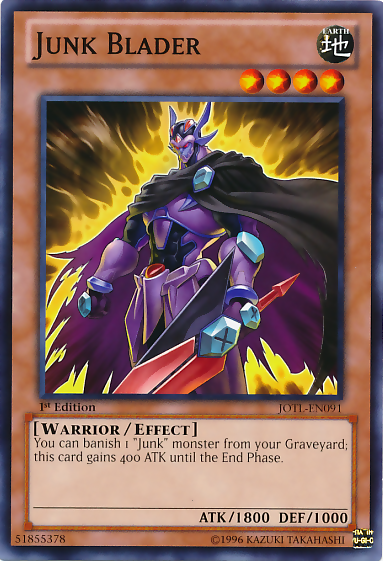 JUNK BLADER
EARTH
地
1st Edition
JOTL-EN091
[WARRIOR / EFFECT]
You can banish 1 "Junk" monster from your Graveyard;
this card gains 400 ATK until the End Phase.
ATK/1800 DEF/1000
51855378
©1996 KAZUKI TAKAHASHI